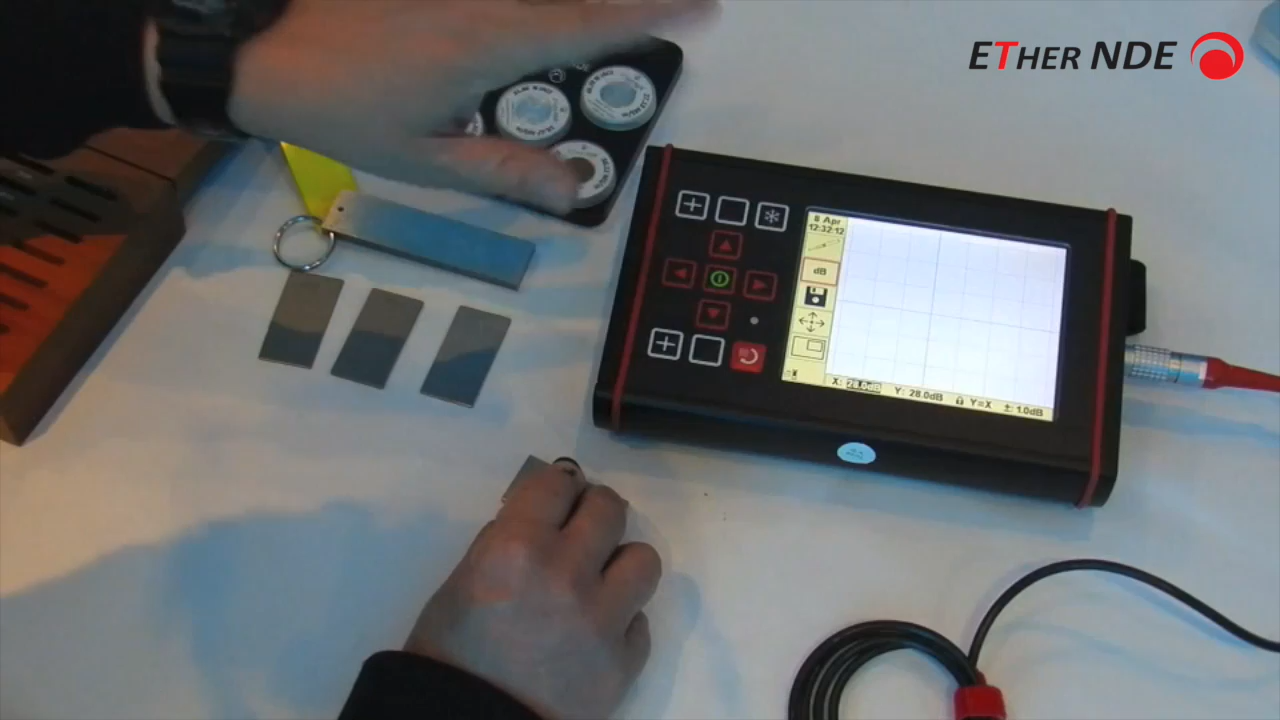 ETHER NDE
8 Apr
12:32:12
dB
X: 28.0dB Y: 28.0dB Y=X ±: 1.0dB